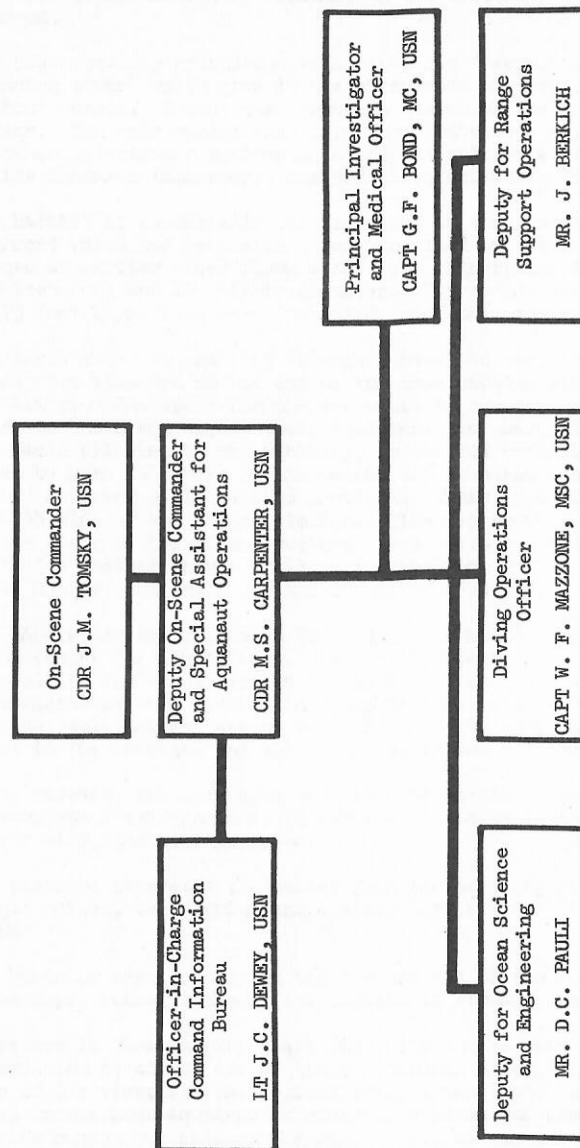 On-Scene Commander
CDR J.M. TOMSKY, USN
Deputy On-Scene Commander
and Special Assistant for
Aquanaut Operations
CDR M.S. CARPENTER, USN
Officer-in-Charge
Command Information
Bureau
LT J.C. DEWEY, USN
Principal Investigator
and Medical Officer
CAPT G.F. BOND, MC, USN
Deputy for Ocean Science
and Engineering
MR. D.C. PAULI
Diving Operations
Officer
CAPT W. F. MAZZONE, MSC, USN
Deputy for Range
Support Operations
MR. J. BERKICH